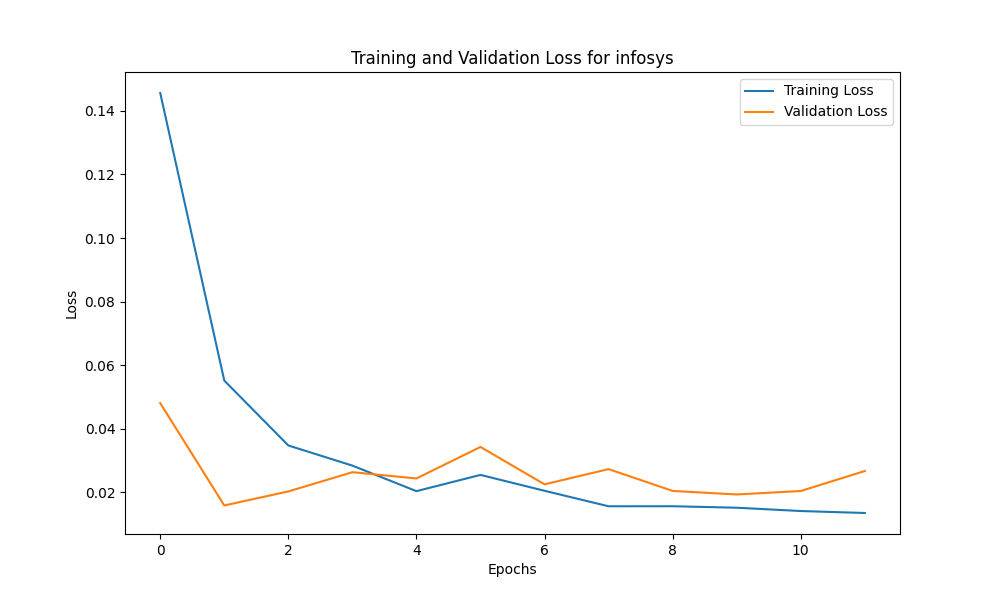 Training and Validation Loss for infosys
Training Loss
Validation Loss
0.14
0.12
0.10
0.08
0.06
0.04
0.02
Loss
0 2 4 6 8 10
Epochs